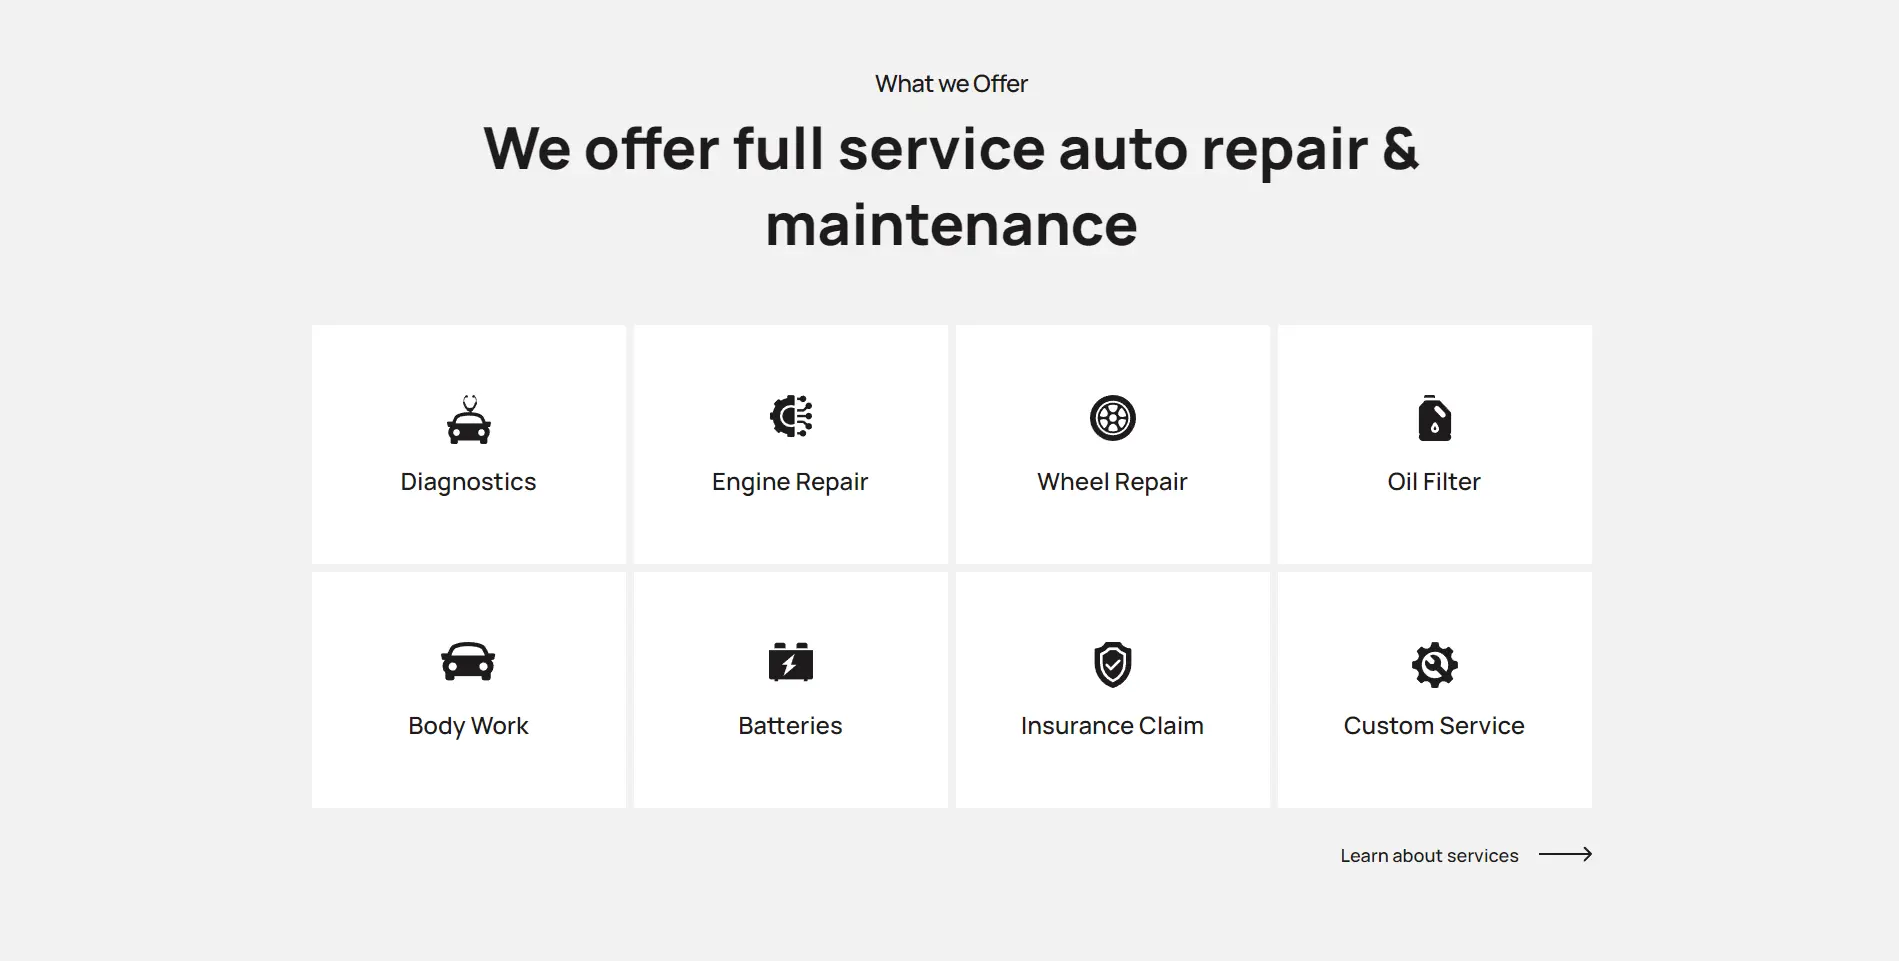 What we Offer
We offer full service auto repair &
maintenance
Diagnostics
Engine Repair
Wheel Repair
Oil Filter
Body Work
Batteries
Insurance Claim
Custom Service
Learn about services